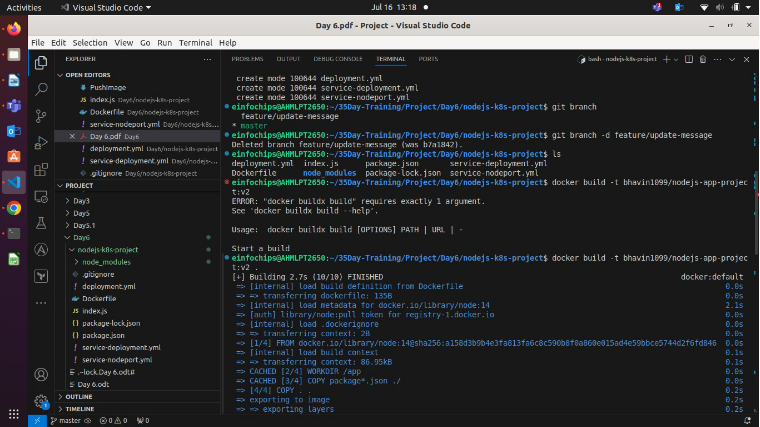 Activities
Visual Studio Code
Jul 16 13:18
Day 6.pdf - Project - Visual Studio Code
File Edit Selection View Go Run Terminal Help
EXPLORER
OPEN EDITORS
PushImage
index.js Day6/nodejs-k8s-project
Dockerfile Day6/nodejs-k8s-project
service-nodeport.yml Day6/nodejs-k8s...
Day 6.pdf Day6
deployment.yml Day6/nodejs-k8s-project
service-deployment.yml Day6/nodejs-...
.gitignore Day6/nodejs-k8s-project
PROJECT
Day3
Day5
Day5.1
Day6
nodejs-k8s-project
node_modules
.gitignore
deployment.yml
Dockerfile
index.js
package-lock.json
package.json
service-deployment.yml
service-nodeport.yml
.~lock.Day 6.odt#
Day 6.odt
OUTLINE
TIMELINE
PROBLEMS OUTPUT DEBUG CONSOLE TERMINAL PORTS
bash - nodejs-k8s-project
create mode 100644 deployment.yml
create mode 100644 service-deployment.yml
create mode 100644 service-nodeport.yml
einfochips@AHMLPT2650:~/35Day-Training/Project/Day6/nodejs-k8s-project$ git branch
feature/update-message
* master
einfochips@AHMLPT2650:~/35Day-Training/Project/Day6/nodejs-k8s-project$ git branch -d feature/update-message
Deleted branch feature/update-message (was b7a1842).
einfochips@AHMLPT2650:~/35Day-Training/Project/Day6/nodejs-k8s-project$ ls
deployment.yml index.js package.json service-deployment.yml
Dockerfile node_modules package-lock.json service-nodeport.yml
einfochips@AHMLPT2650:~/35Day-Training/Project/Day6/nodejs-k8s-project$ docker build -t bhavin1099/nodejs-app-projec
t:v2
ERROR: "docker buildx build" requires exactly 1 argument.
See 'docker buildx build --help'.
Usage: docker buildx build [OPTIONS] PATH | URL | -
Start a build
einfochips@AHMLPT2650:~/35Day-Training/Project/Day6/nodejs-k8s-project$ docker build -t bhavin1099/nodejs-app-projec
t:v2 .
[+] Building 2.7s (10/10) FINISHED docker:default
=> [internal] load build definition from Dockerfile 0.0s
=> => transferring dockerfile: 135B 0.0s
=> [internal] load metadata for docker.io/library/node:14 2.1s
=> [auth] library/node:pull token for registry-1.docker.io 0.0s
=> [internal] load .dockerignore 0.0s
=> => transferring context: 2B 0.0s
=> [1/4] FROM docker.io/library/node:14@sha256:a158d3b9b4e3fa813fa6c8c590b8f0a860e015ad4e59bbce5744d2f6fd846 0.0s
=> [internal] load build context 0.1s
=> => transferring context: 86.95kB 0.1s
=> CACHED [2/4] WORKDIR /app 0.0s
=> CACHED [3/4] COPY package*.json ./ 0.0s
=> [4/4] COPY . . 0.2s
=> exporting to image 0.2s
=> => exporting layers 0.2s
master
0 0
0
1